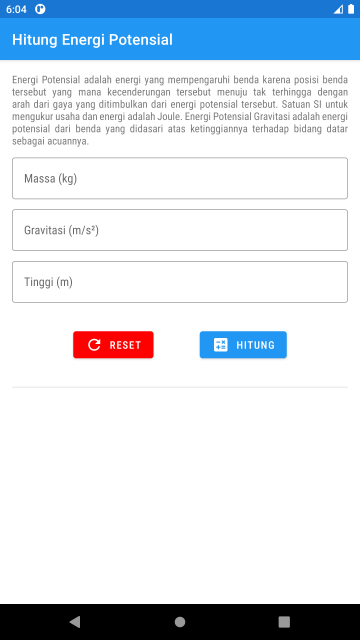 6:04
Hitung Energi Potensial
Energi Potensial adalah energi yang mempengaruhi benda karena posisi benda
tersebut yang mana kecenderungan tersebut menuju tak terhingga dengan
arah dari gaya yang ditimbulkan dari energi potensial tersebut. Satuan SI untuk
mengukur usaha dan energi adalah Joule. Energi Potensial Gravitasi adalah energi
potensial dari benda yang didasari atas ketinggiannya terhadap bidang datar
sebagai acuannya.
Massa (kg)
Gravitasi (m/s²)
Tinggi (m)
RESET
HITUNG